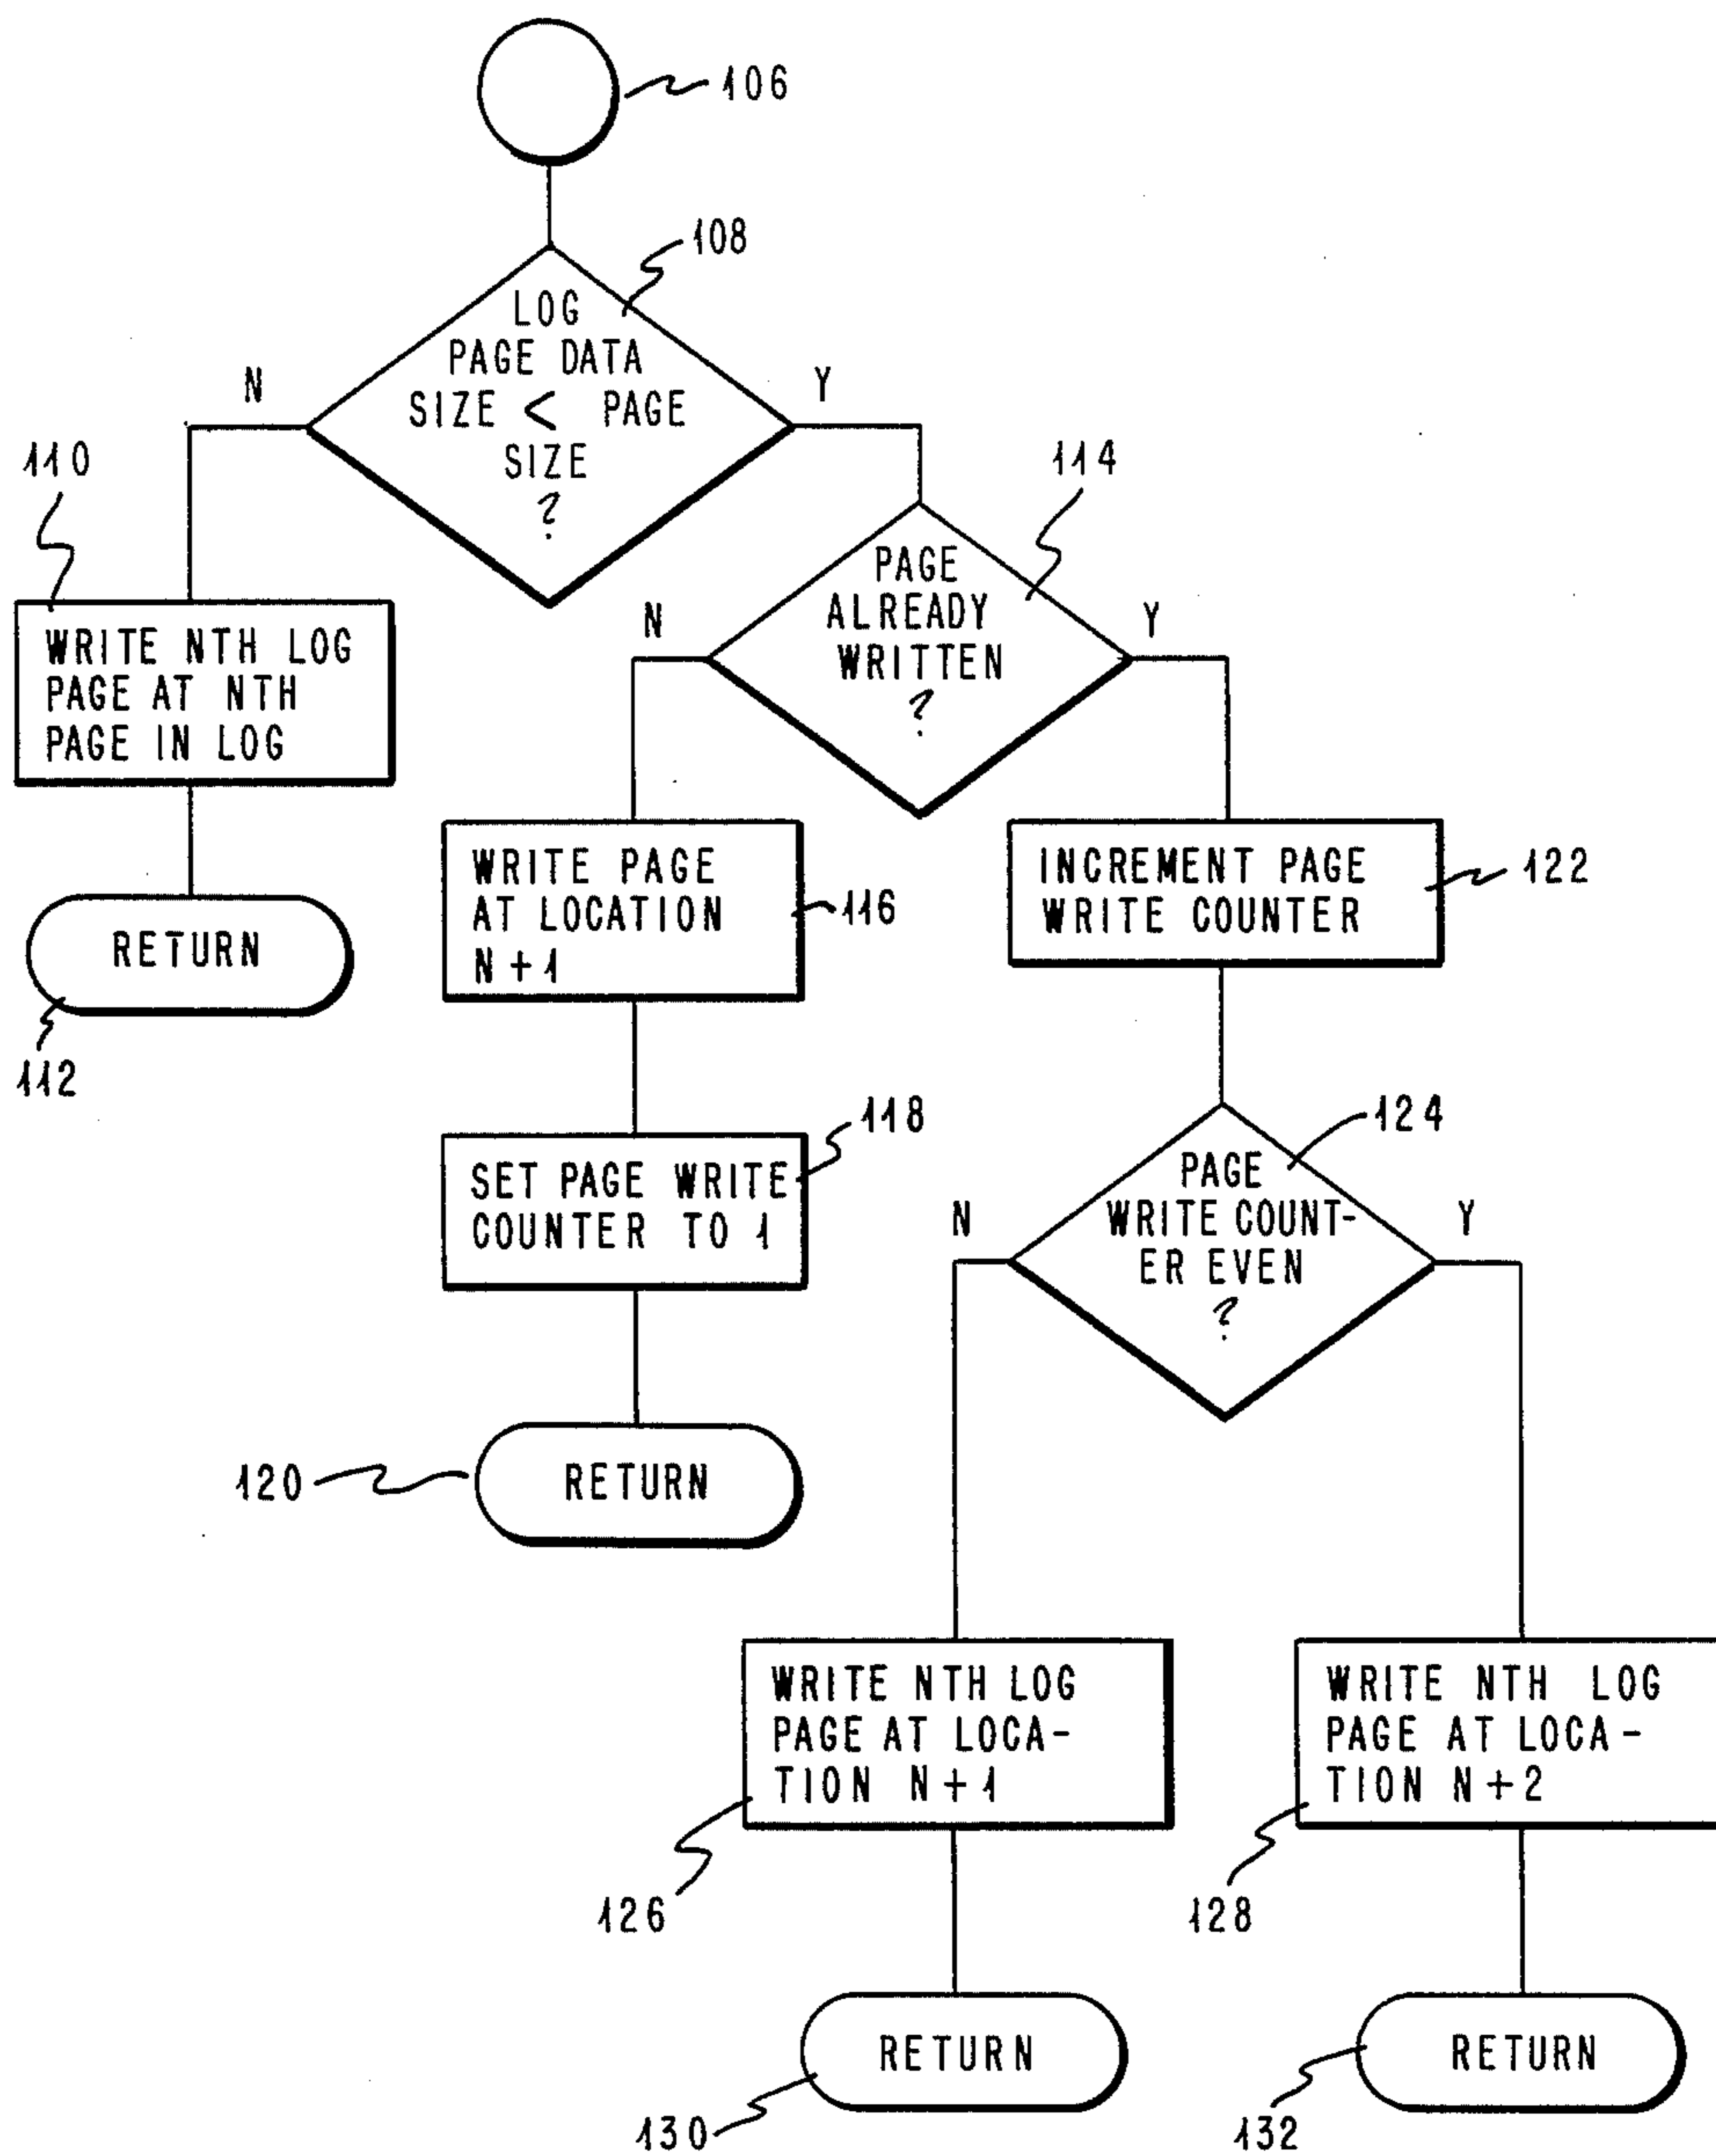 106
108
LOG
PAGE DATA
SIZE < PAGE
SIZE
?
N
Y
110
WRITE NTH LOG
PAGE AT NTH
PAGE IN LOG
RETURN
112
114
PAGE
ALREADY
WRITTEN
?
N
Y
WRITE PAGE
AT LOCATION
N+1
116
SET PAGE WRITE
COUNTER TO 1
118
RETURN
120
INCREMENT PAGE
WRITE COUNTER
122
124
PAGE
WRITE COUNT-
ER EVEN
?
N
Y
WRITE NTH LOG
PAGE AT LOCA-
TION N+1
126
RETURN
130
WRITE NTH LOG
PAGE AT LOCA-
TION N+2
128
RETURN
132